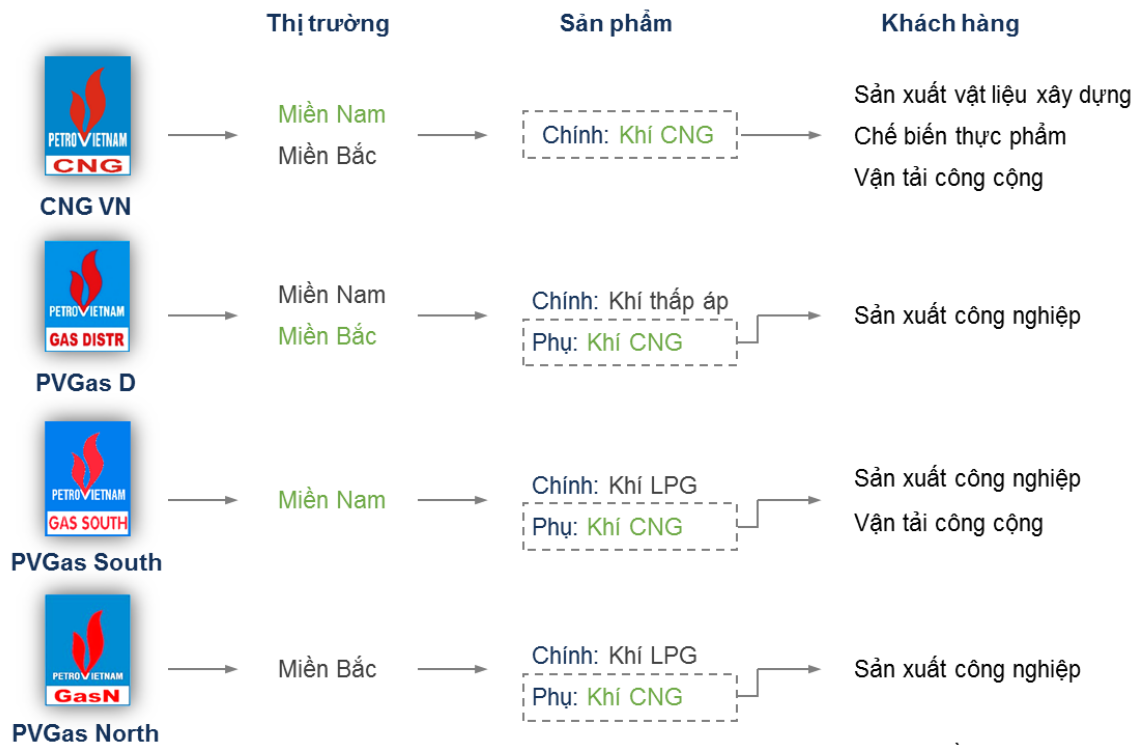 Thị trường
Sản phẩm
Khách hàng
PETROVIETNAM
CNG
CNG VN
Miền Nam
Miền Bắc
Chính: Khí CNG
Sản xuất vật liệu xây dựng
Chế biến thực phẩm
Vận tải công cộng
PETROVIETNAM
GAS DISTR
PVGas D
Miền Nam
Miền Bắc
Chính: Khí thấp áp
Phụ: Khí CNG
Sản xuất công nghiệp
PETROVIETNAM
GAS SOUTH
PVGas South
Miền Nam
Chính: Khí LPG
Phụ: Khí CNG
Sản xuất công nghiệp
Vận tải công cộng
PETROVIETNAM
GasN
PVGas North
Miền Bắc
Chính: Khí LPG
Phụ: Khí CNG
Sản xuất công nghiệp